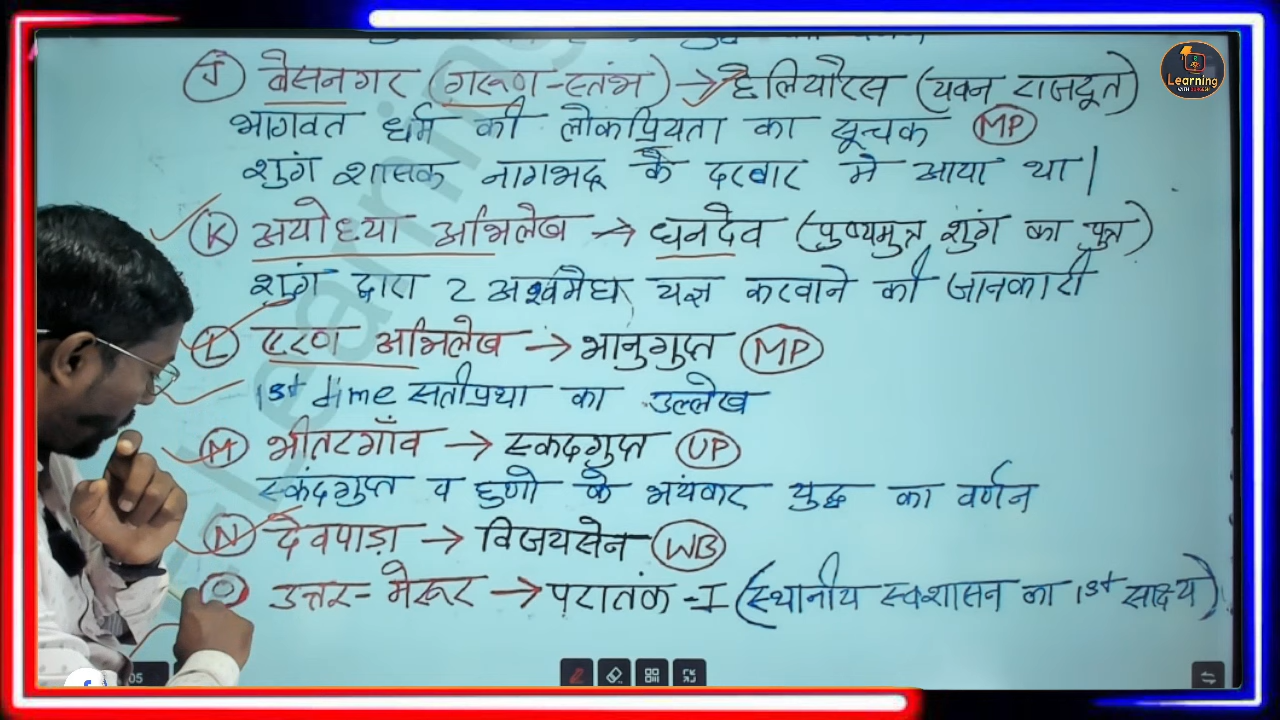 (J) बेसनगर (गरूण-स्तंभ) → हेलियोरस (यवन राजदूत)
भागवत धर्म की लोकप्रियता का सूचक (MP)
शुंग शासक नागभद्र के दरबार मे आया था|
(K) अयोध्या अभिलेख → धनदेव (पुष्यमुत्र शुंग का पुत्र)
शुंग द्वारा 2 अश्वमेघ यज्ञ करवाने की जानकारी
(L) एरण अभिलेख → भानुगुप्त (MP)
1st time सतीप्रथा का उल्लेख
(M) भीतरगाँव → स्कदगुप्त (UP)
स्कंदगुप्त व हुणो के भयंकर युद्ध का वर्णन
(N) देवपाड़ा → विजयसेन (WB)
(O) उत्तर-मेरूर → परातंक-I (स्थानीय स्वशासन का 1st साक्ष्य)
Learning
05